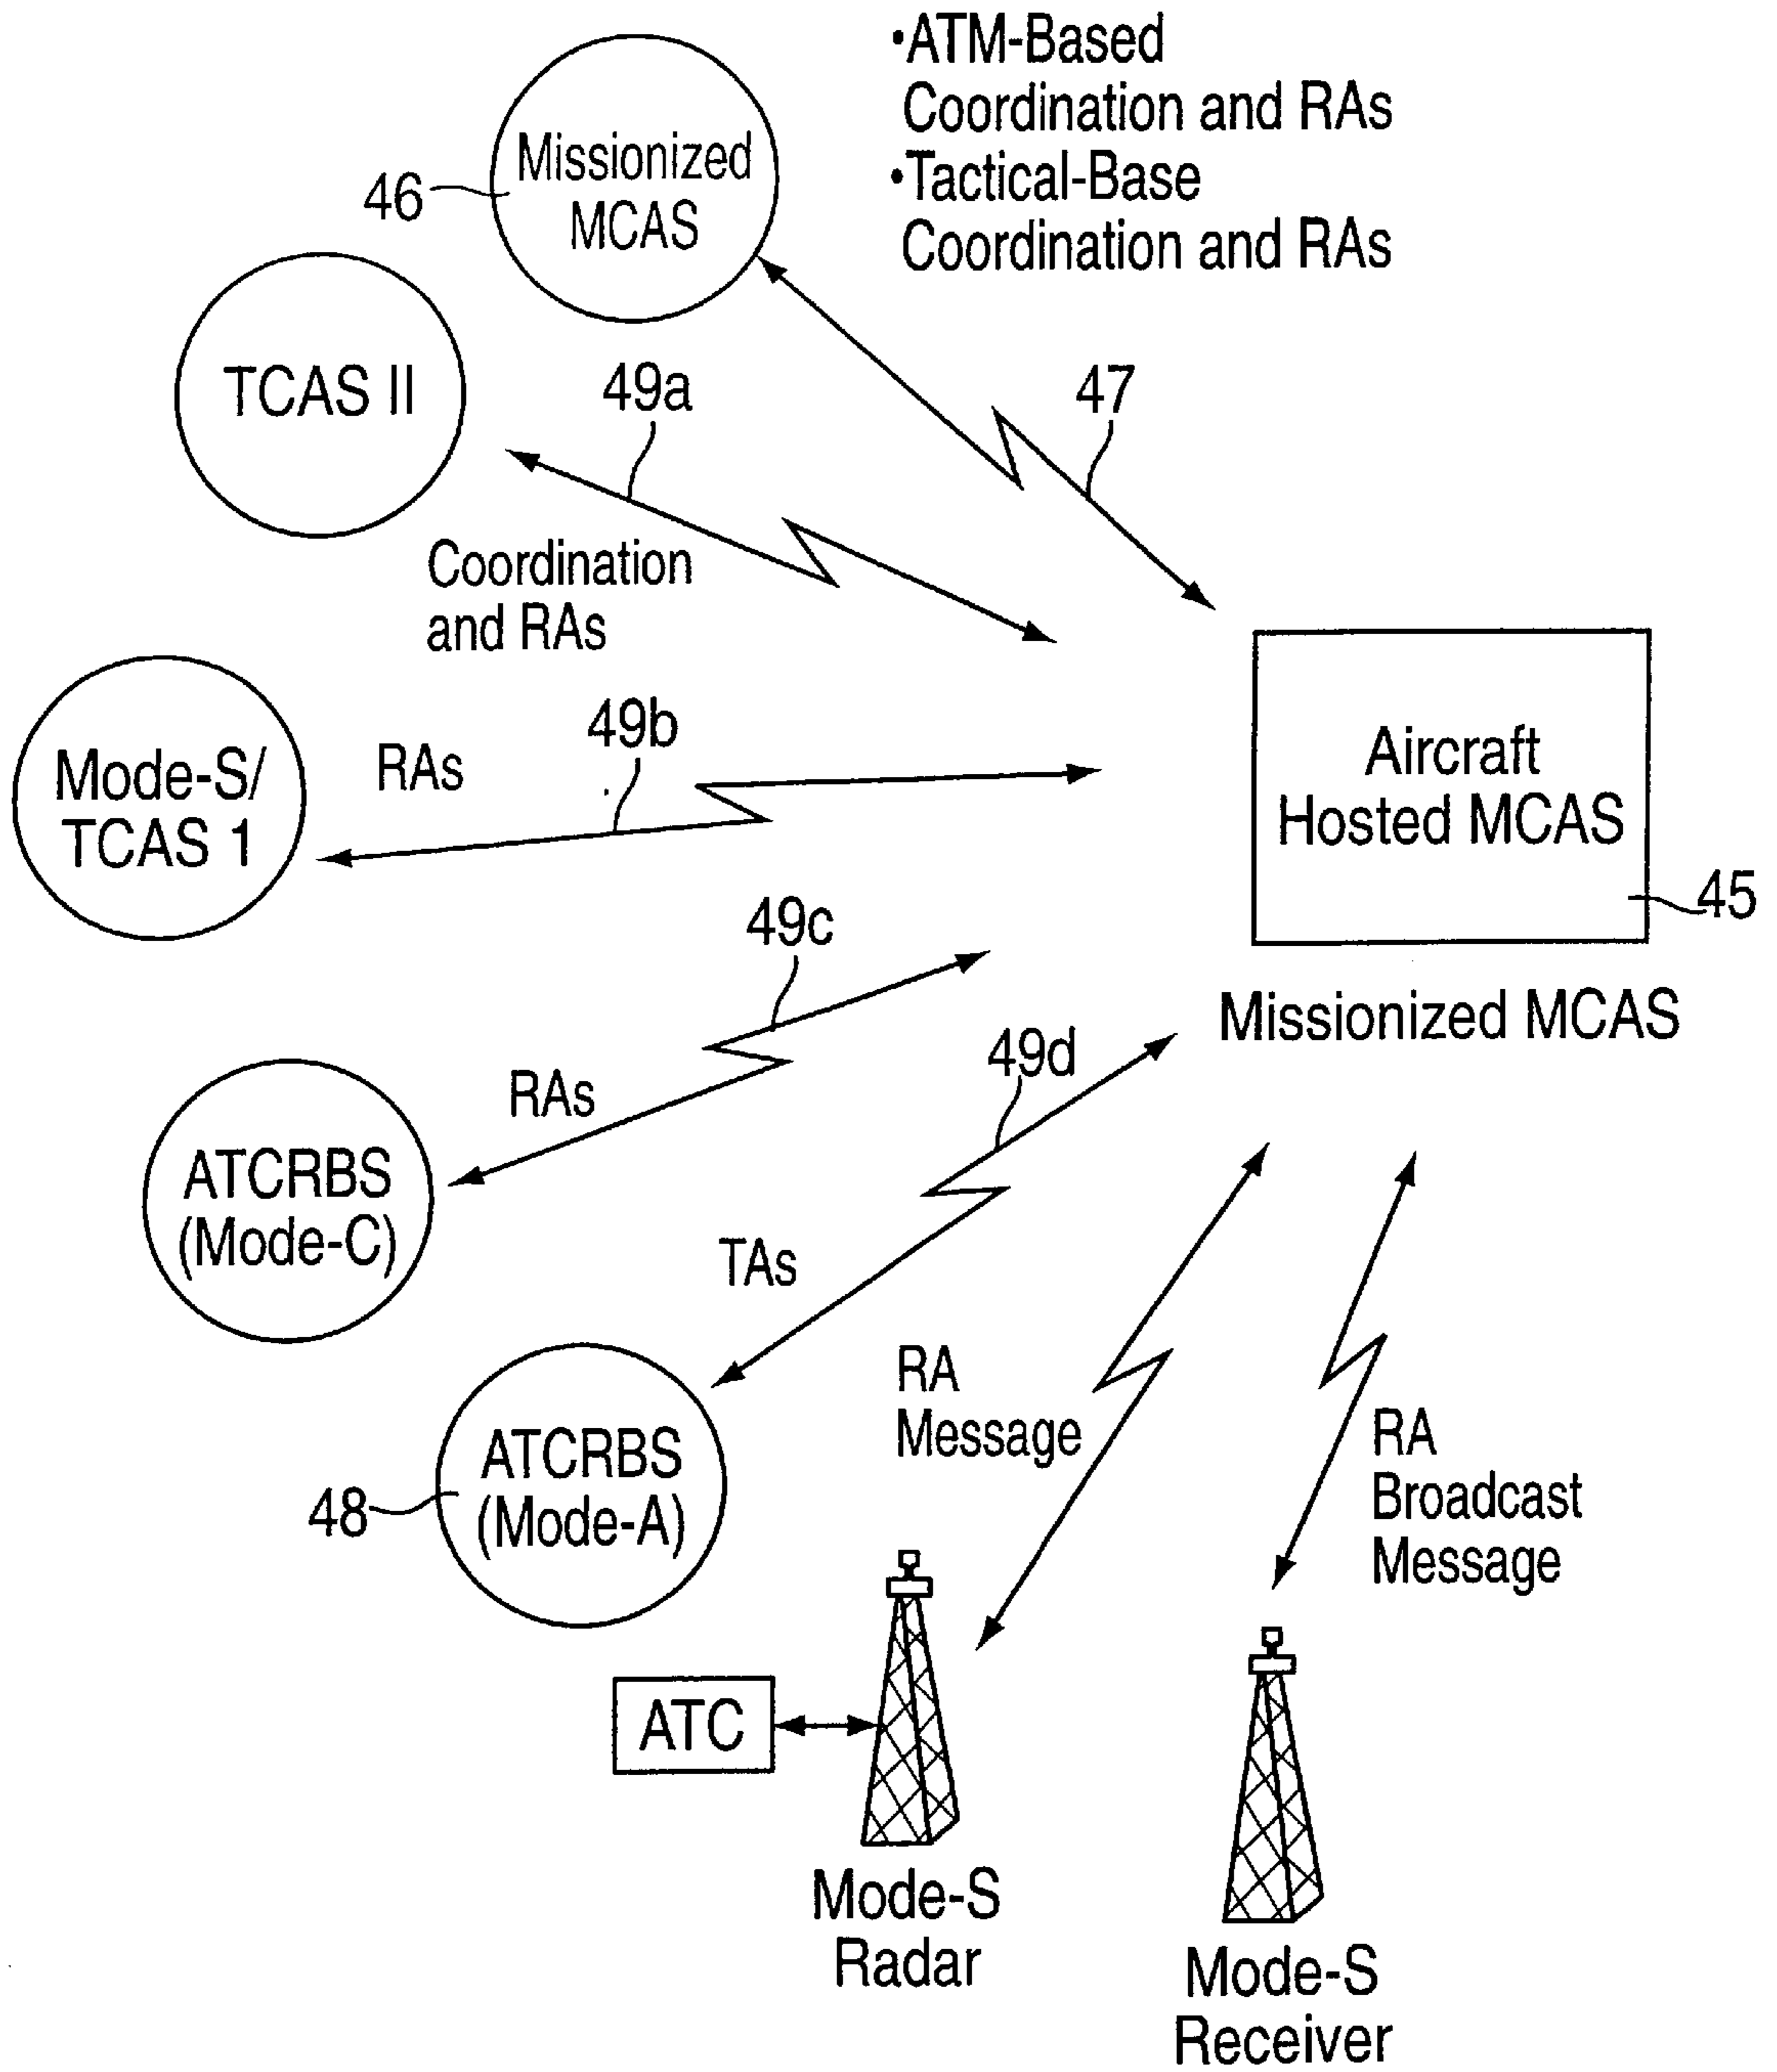 •ATM-Based
Coordination and RAs
•Tactical-Base
Coordination and RAs
Missionized
MCAS
46
TCAS II
49a
47
Coordination
and RAs
Mode-S/
TCAS 1
RAs
49b
Aircraft
Hosted MCAS
45
Missionized MCAS
49c
RAs
49d
ATCRBS
(Mode-C)
TAs
ATCRBS
(Mode-A)
48
RA
Message
RA
Broadcast
Message
ATC
Mode-S
Radar
Mode-S
Receiver